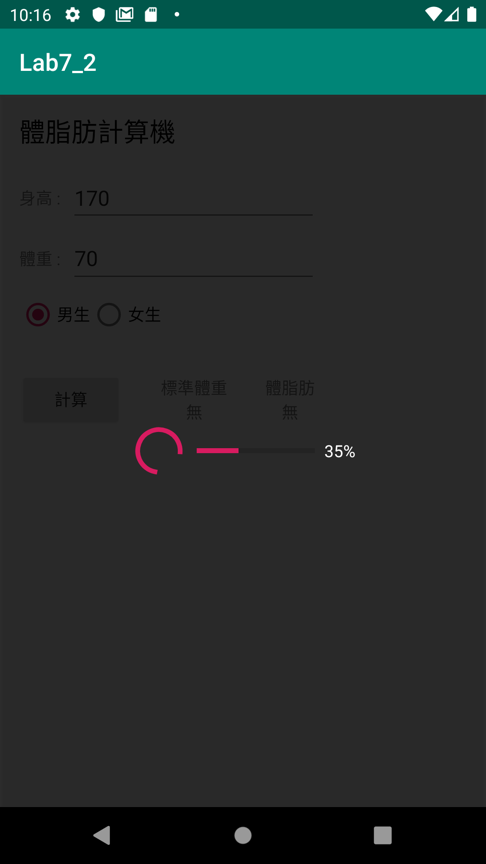 10:16
Lab7_2
體脂肪計算機
身高 : 170
體重 : 70
男生 女生
計算 標準體重 體脂肪
無 無
35%